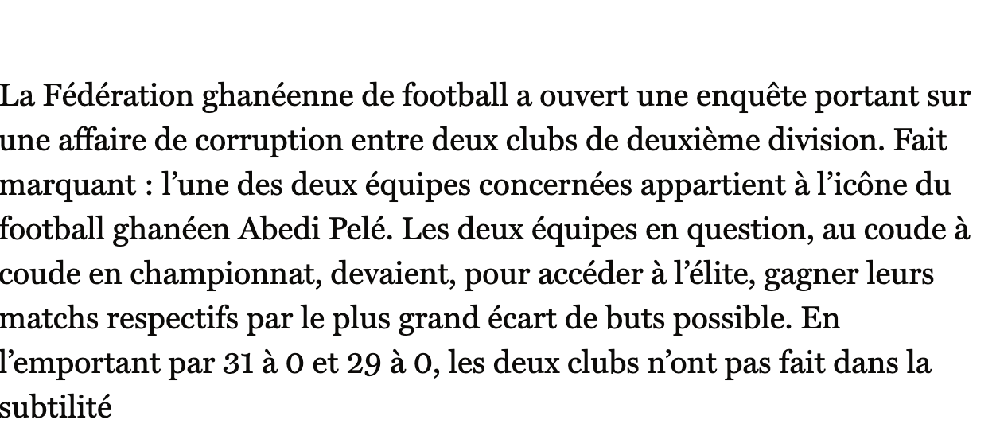 La Fédération ghanéenne de football a ouvert une enquête portant sur
une affaire de corruption entre deux clubs de deuxième division. Fait
marquant : l’une des deux équipes concernées appartient à l’icône du
football ghanéen Abedi Pelé. Les deux équipes en question, au coude à
coude en championnat, devaient, pour accéder à l’élite, gagner leurs
matchs respectifs par le plus grand écart de buts possible. En
l’emportant par 31 à 0 et 29 à 0, les deux clubs n’ont pas fait dans la
subtilité